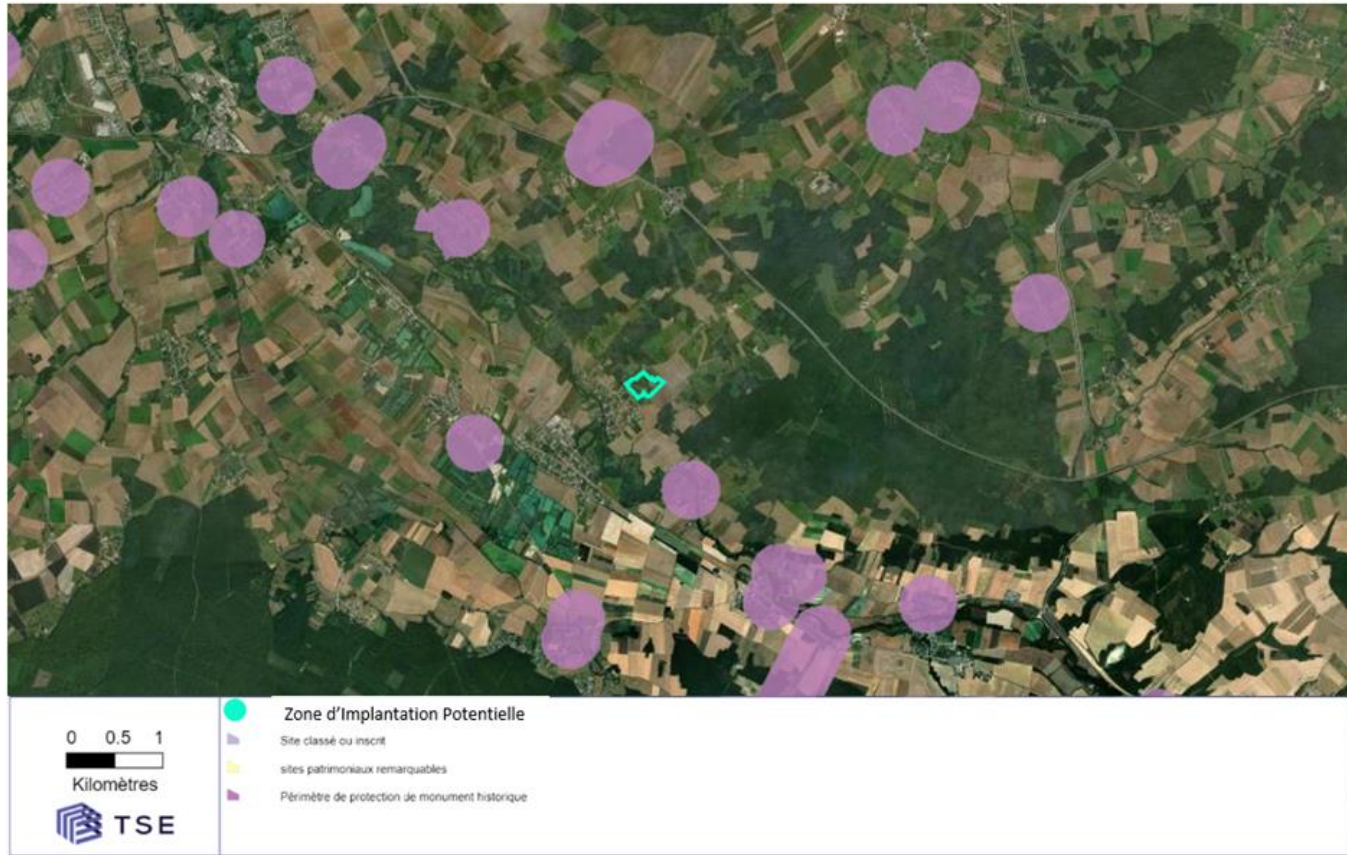 0 0.5 1
Kilomètres
TSE
Zone d'Implantation Potentielle
Site classé ou inscrit
sites patrimoniaux remarquables
Périmètre de protection de monument historique